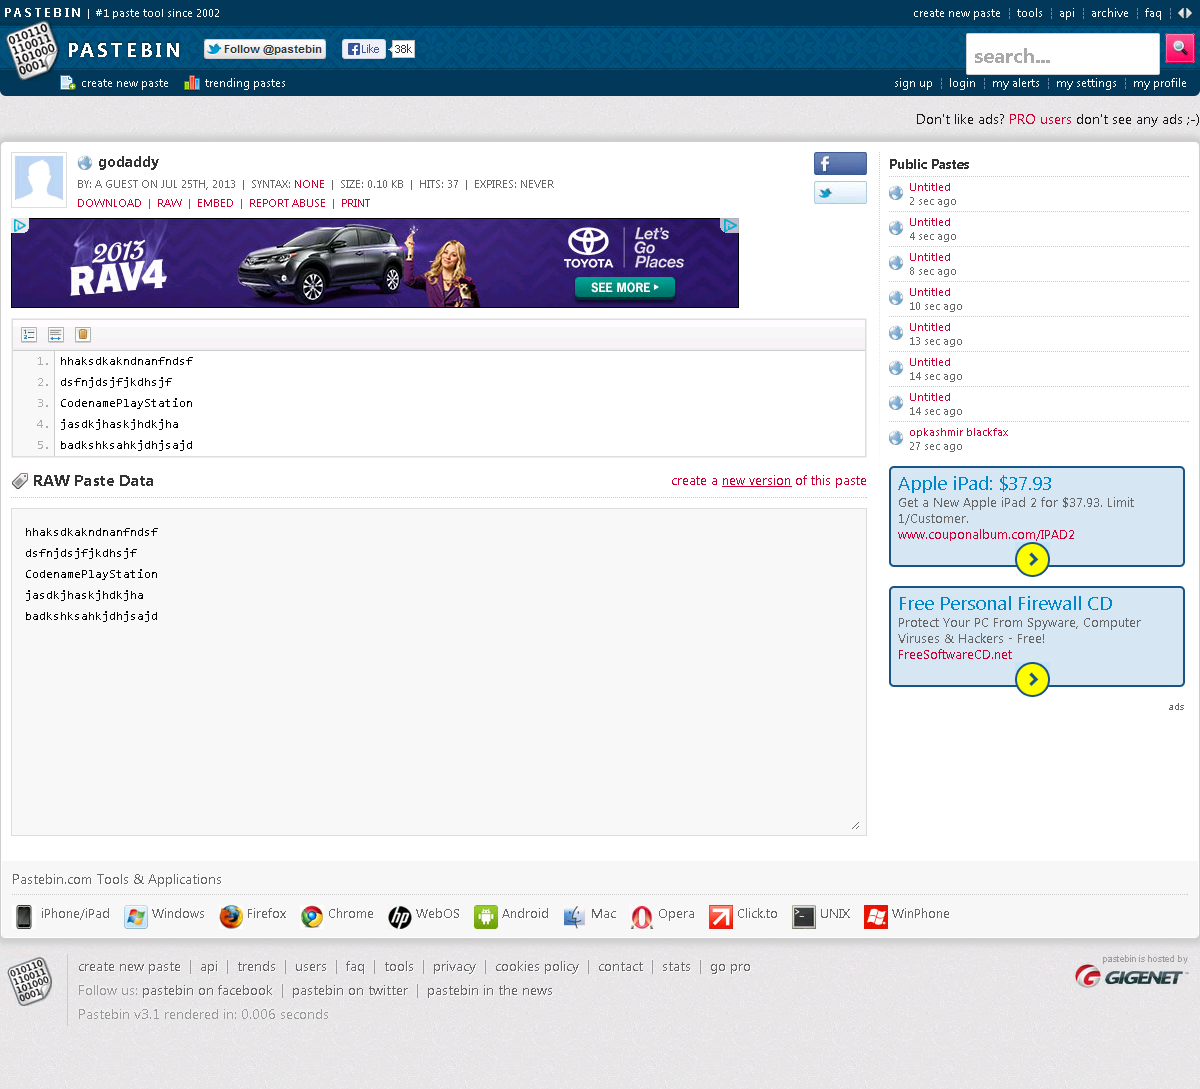 PASTEBIN | #1 paste tool since 2002
create new paste tools api archive faq
PASTEBIN
Follow @pastebin
Like 38k
search...
create new paste trending pastes
sign up login my alerts my settings my profile
Don't like ads? PRO users don't see any ads ;-)
godaddy
BY: A GUEST ON JUL 25TH, 2013 | SYNTAX: NONE | SIZE: 0.10 KB | HITS: 37 | EXPIRES: NEVER
DOWNLOAD | RAW | EMBED | REPORT ABUSE | PRINT
2013
RAV4
TOYOTA
Let's
Go
Places
SEE MORE
1. hhaksdkakndnanfndsf
2. dsfnjdsjfjkdhsjf
3. CodenamePlayStation
4. jasdkjhaskjhdkjha
5. badkshksahkjdhjsajd
RAW Paste Data
create a new version of this paste
hhaksdkakndnanfndsf
dsfnjdsjfjkdhsjf
CodenamePlayStation
jasdkjhaskjhdkjha
badkshksahkjdhjsajd
Public Pastes
Untitled
2 sec ago
Untitled
4 sec ago
Untitled
8 sec ago
Untitled
10 sec ago
Untitled
13 sec ago
Untitled
14 sec ago
Untitled
14 sec ago
opkashmir blackfax
27 sec ago
Apple iPad: $37.93
Get a New Apple iPad 2 for $37.93. Limit
1/Customer.
www.couponalbum.com/IPAD2
Free Personal Firewall CD
Protect Your PC From Spyware, Computer
Viruses & Hackers - Free!
FreeSoftwareCD.net
ads
Pastebin.com Tools & Applications
iPhone/iPad Windows Firefox Chrome WebOS Android Mac Opera Click.to UNIX WinPhone
create new paste | api | trends | users | faq | tools | privacy | cookies policy | contact | stats | go pro
Follow us: pastebin on facebook | pastebin on twitter | pastebin in the news
Pastebin v3.1 rendered in: 0.006 seconds
pastebin is hosted by
GIGENET